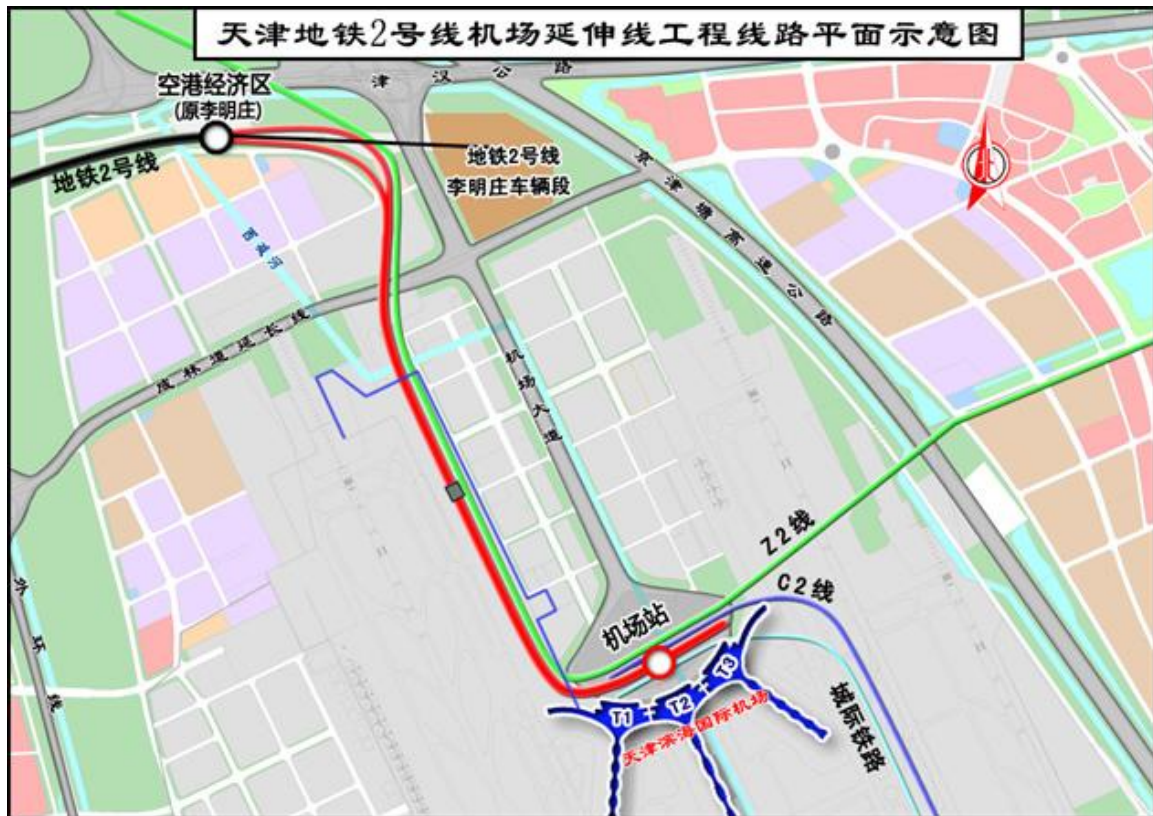 天津地铁2号线机场延伸线工程线路平面示意图
空港经济区
(原李明庄)
津汉公路
地铁2号线
地铁2号线
李明庄车辆段
北
京津塘高速公路
成林道延长线
机场大道
外环线
Z2线
C2线
机场站
T1
T2
T3
天津滨海国际机场
城际铁路